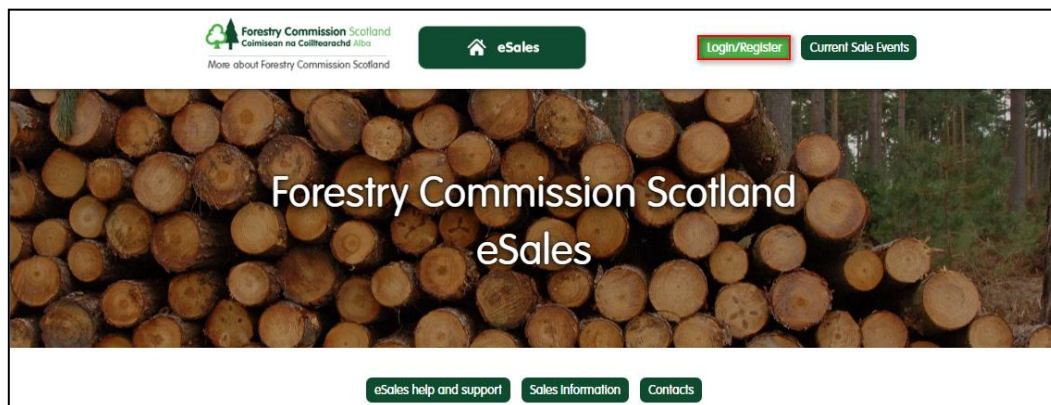 Forestry Commission Scotland
Coimisean na Coilltearachd Alba
More about Forestry Commission Scotland
eSales
Login/Register
Current Sale Events
Forestry Commission Scotland
eSales
eSales help and support
Sales Information
Contacts